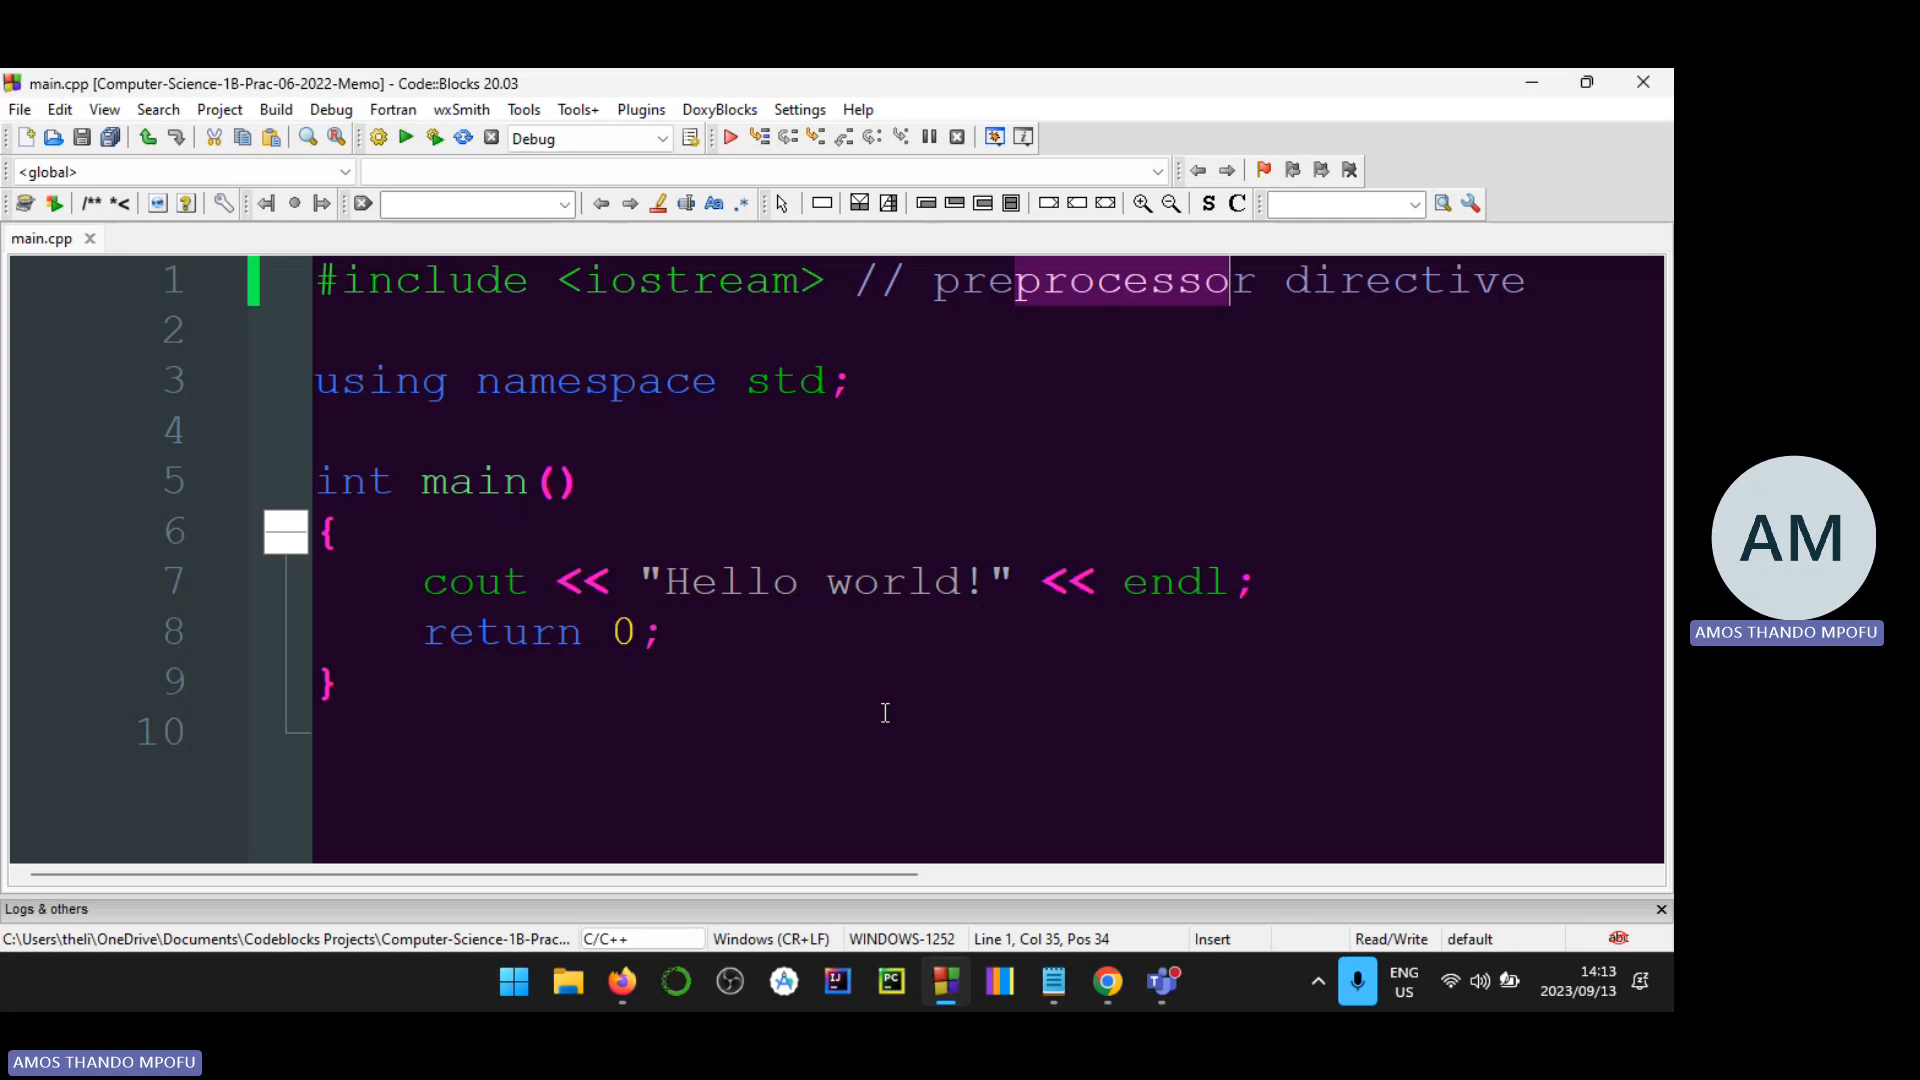 main.cpp [Computer-Science-1B-Prac-06-2022-Memo] - Code::Blocks 20.03
File Edit View Search Project Build Debug Fortran wxSmith Tools Tools+ Plugins DoxyBlocks Settings Help
Debug
<global>
/** *< Aa .* S C
main.cpp
1 #include <iostream> // preprocessor directive
2
3 using namespace std;
4
5 int main()
6 {
7 cout << "Hello world!" << endl;
8 return 0;
9 }
10
AM
AMOS THANDO MPOFU
Logs & others
C:\Users\theli\OneDrive\Documents\Codeblocks Projects\Computer-Science-1B-Prac... C/C++ Windows (CR+LF) WINDOWS-1252 Line 1, Col 35, Pos 34 Insert Read/Write default abc
IJ PC T ENG US 14:13 2023/09/13
AMOS THANDO MPOFU